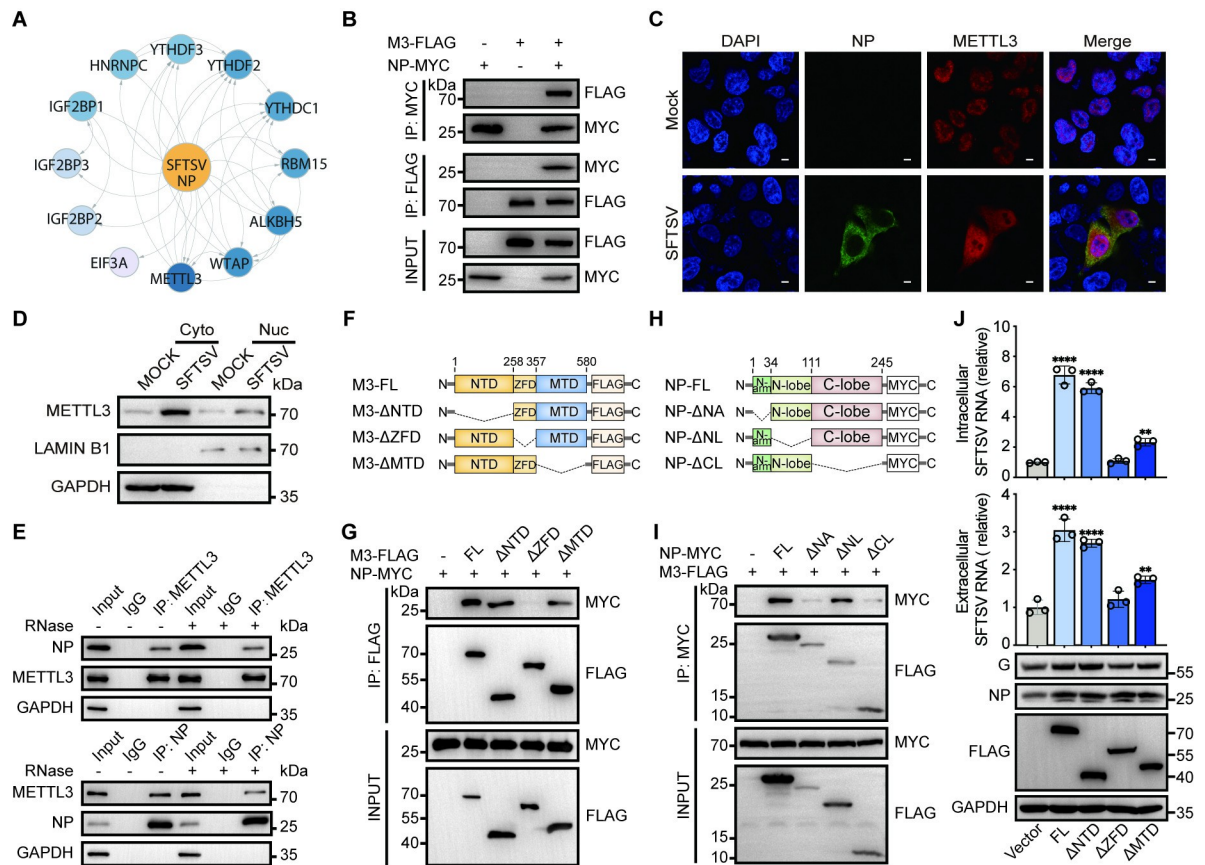 A
YTHDF3
HNRNPC
YTHDF2
IGF2BP1
YTHDC1
IGF2BP3
SFTSV
NP
RBM15
IGF2BP2
ALKBH5
EIF3A
METTL3
WTAP
B
M3-FLAG - + +
NP-MYC + - +
kDa
IP: MYC
70 FLAG
25 MYC
IP: FLAG
25 MYC
70 FLAG
INPUT
70 FLAG
25 MYC
C
DAPI NP METTL3 Merge
Mock
SFTSV
D
Cyto Nuc
MOCK SFTSV MOCK SFTSV kDa
METTL3 70
LAMIN B1 70
GAPDH 35
E
Input IgG IP: METTL3 Input IgG IP: METTL3
RNase - - - + + + kDa
NP 25
METTL3 70
GAPDH 35
Input IgG IP: NP Input IgG IP: NP
RNase - - - + + + kDa
METTL3 70
NP 25
GAPDH 35
F
1 258 357 580
M3-FL N NTD ZFD MTD FLAG C
M3-ΔNTD N ZFD MTD FLAG C
M3-ΔZFD N NTD MTD FLAG C
M3-ΔMTD N NTD ZFD FLAG C
G
M3-FLAG - FL ΔNTD ΔZFD ΔMTD
NP-MYC + + + + +
kDa
IP: FLAG
25 MYC
70
55
40
FLAG
INPUT
25 MYC
70
55
40
FLAG
H
1 34 111 245
NP-FL N N-arm N-lobe C-lobe MYC C
NP-ΔNA N N-lobe C-lobe MYC C
NP-ΔNL N N-arm C-lobe MYC C
NP-ΔCL N N-arm N-lobe MYC C
I
NP-MYC - FL ΔNA ΔNL ΔCL
M3-FLAG + + + + +
kDa
IP: MYC
70 MYC
25
15
10
FLAG
INPUT
70 MYC
25
15
10
FLAG
J
Intracellular
SFTSV RNA (relative)
8
6
4
2
0
**** **** **
Extracellular
SFTSV RNA ( relative)
4
3
2
1
0
**** **** **
G 55
NP 25
FLAG
70
55
40
GAPDH 35
Vector FL ΔNTD ΔZFD ΔMTD